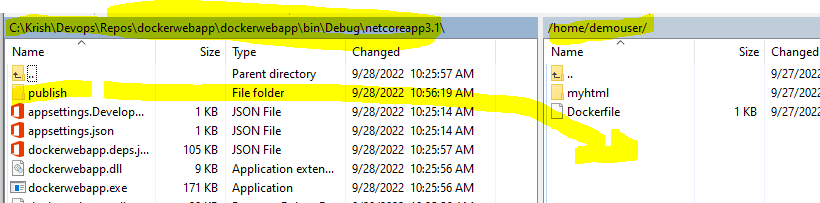 C:\Krish\Devops\Repos\dockerwebapp\dockerwebapp\bin\Debug\netcoreapp3.1\ /home/demouser/
Name Size Type Changed Name Size Changed
.. Parent directory 9/28/2022 10:25:57 AM .. 9/27/2022
publish File folder 9/28/2022 10:56:19 AM myhtml 9/27/2022
appsettings.Develop... 1 KB JSON File 9/28/2022 10:25:14 AM Dockerfile 1 KB 9/27/2022
appsettings.json 1 KB JSON File 9/28/2022 10:25:14 AM
dockerwebapp.deps.j... 105 KB JSON File 9/28/2022 10:25:57 AM
dockerwebapp.dll 9 KB Application exten... 9/28/2022 10:25:56 AM
dockerwebapp.exe 171 KB Application 9/28/2022 10:25:56 AM